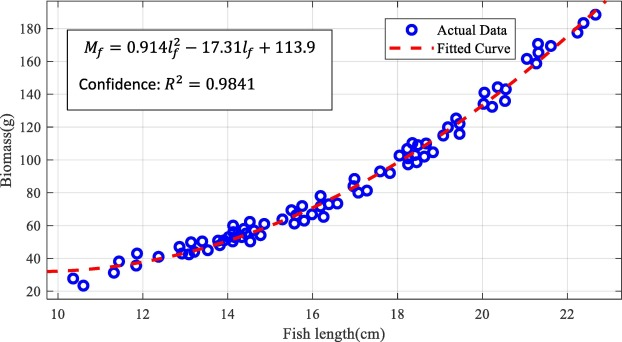 M_f = 0.914l_f^2 − 17.31l_f + 113.9
Confidence: R^2 = 0.9841
Actual Data
Fitted Curve
Biomass(g)
180
160
140
120
100
80
60
40
20
10 12 14 16 18 20 22
Fish length(cm)